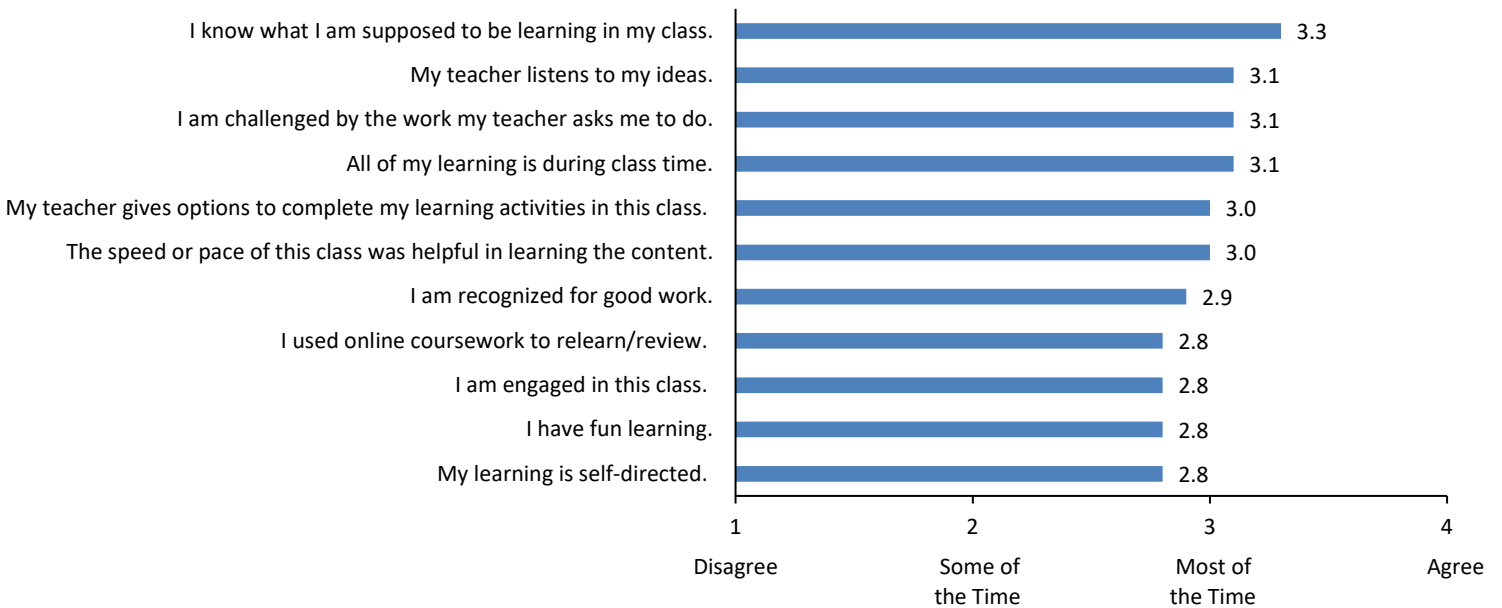 I know what I am supposed to be learning in my class. 3.3
My teacher listens to my ideas. 3.1
I am challenged by the work my teacher asks me to do. 3.1
All of my learning is during class time. 3.1
My teacher gives options to complete my learning activities in this class. 3.0
The speed or pace of this class was helpful in learning the content. 3.0
I am recognized for good work. 2.9
I used online coursework to relearn/review. 2.8
I am engaged in this class. 2.8
I have fun learning. 2.8
My learning is self-directed. 2.8
1 2 3 4
Disagree Some of Most of Agree
the Time the Time